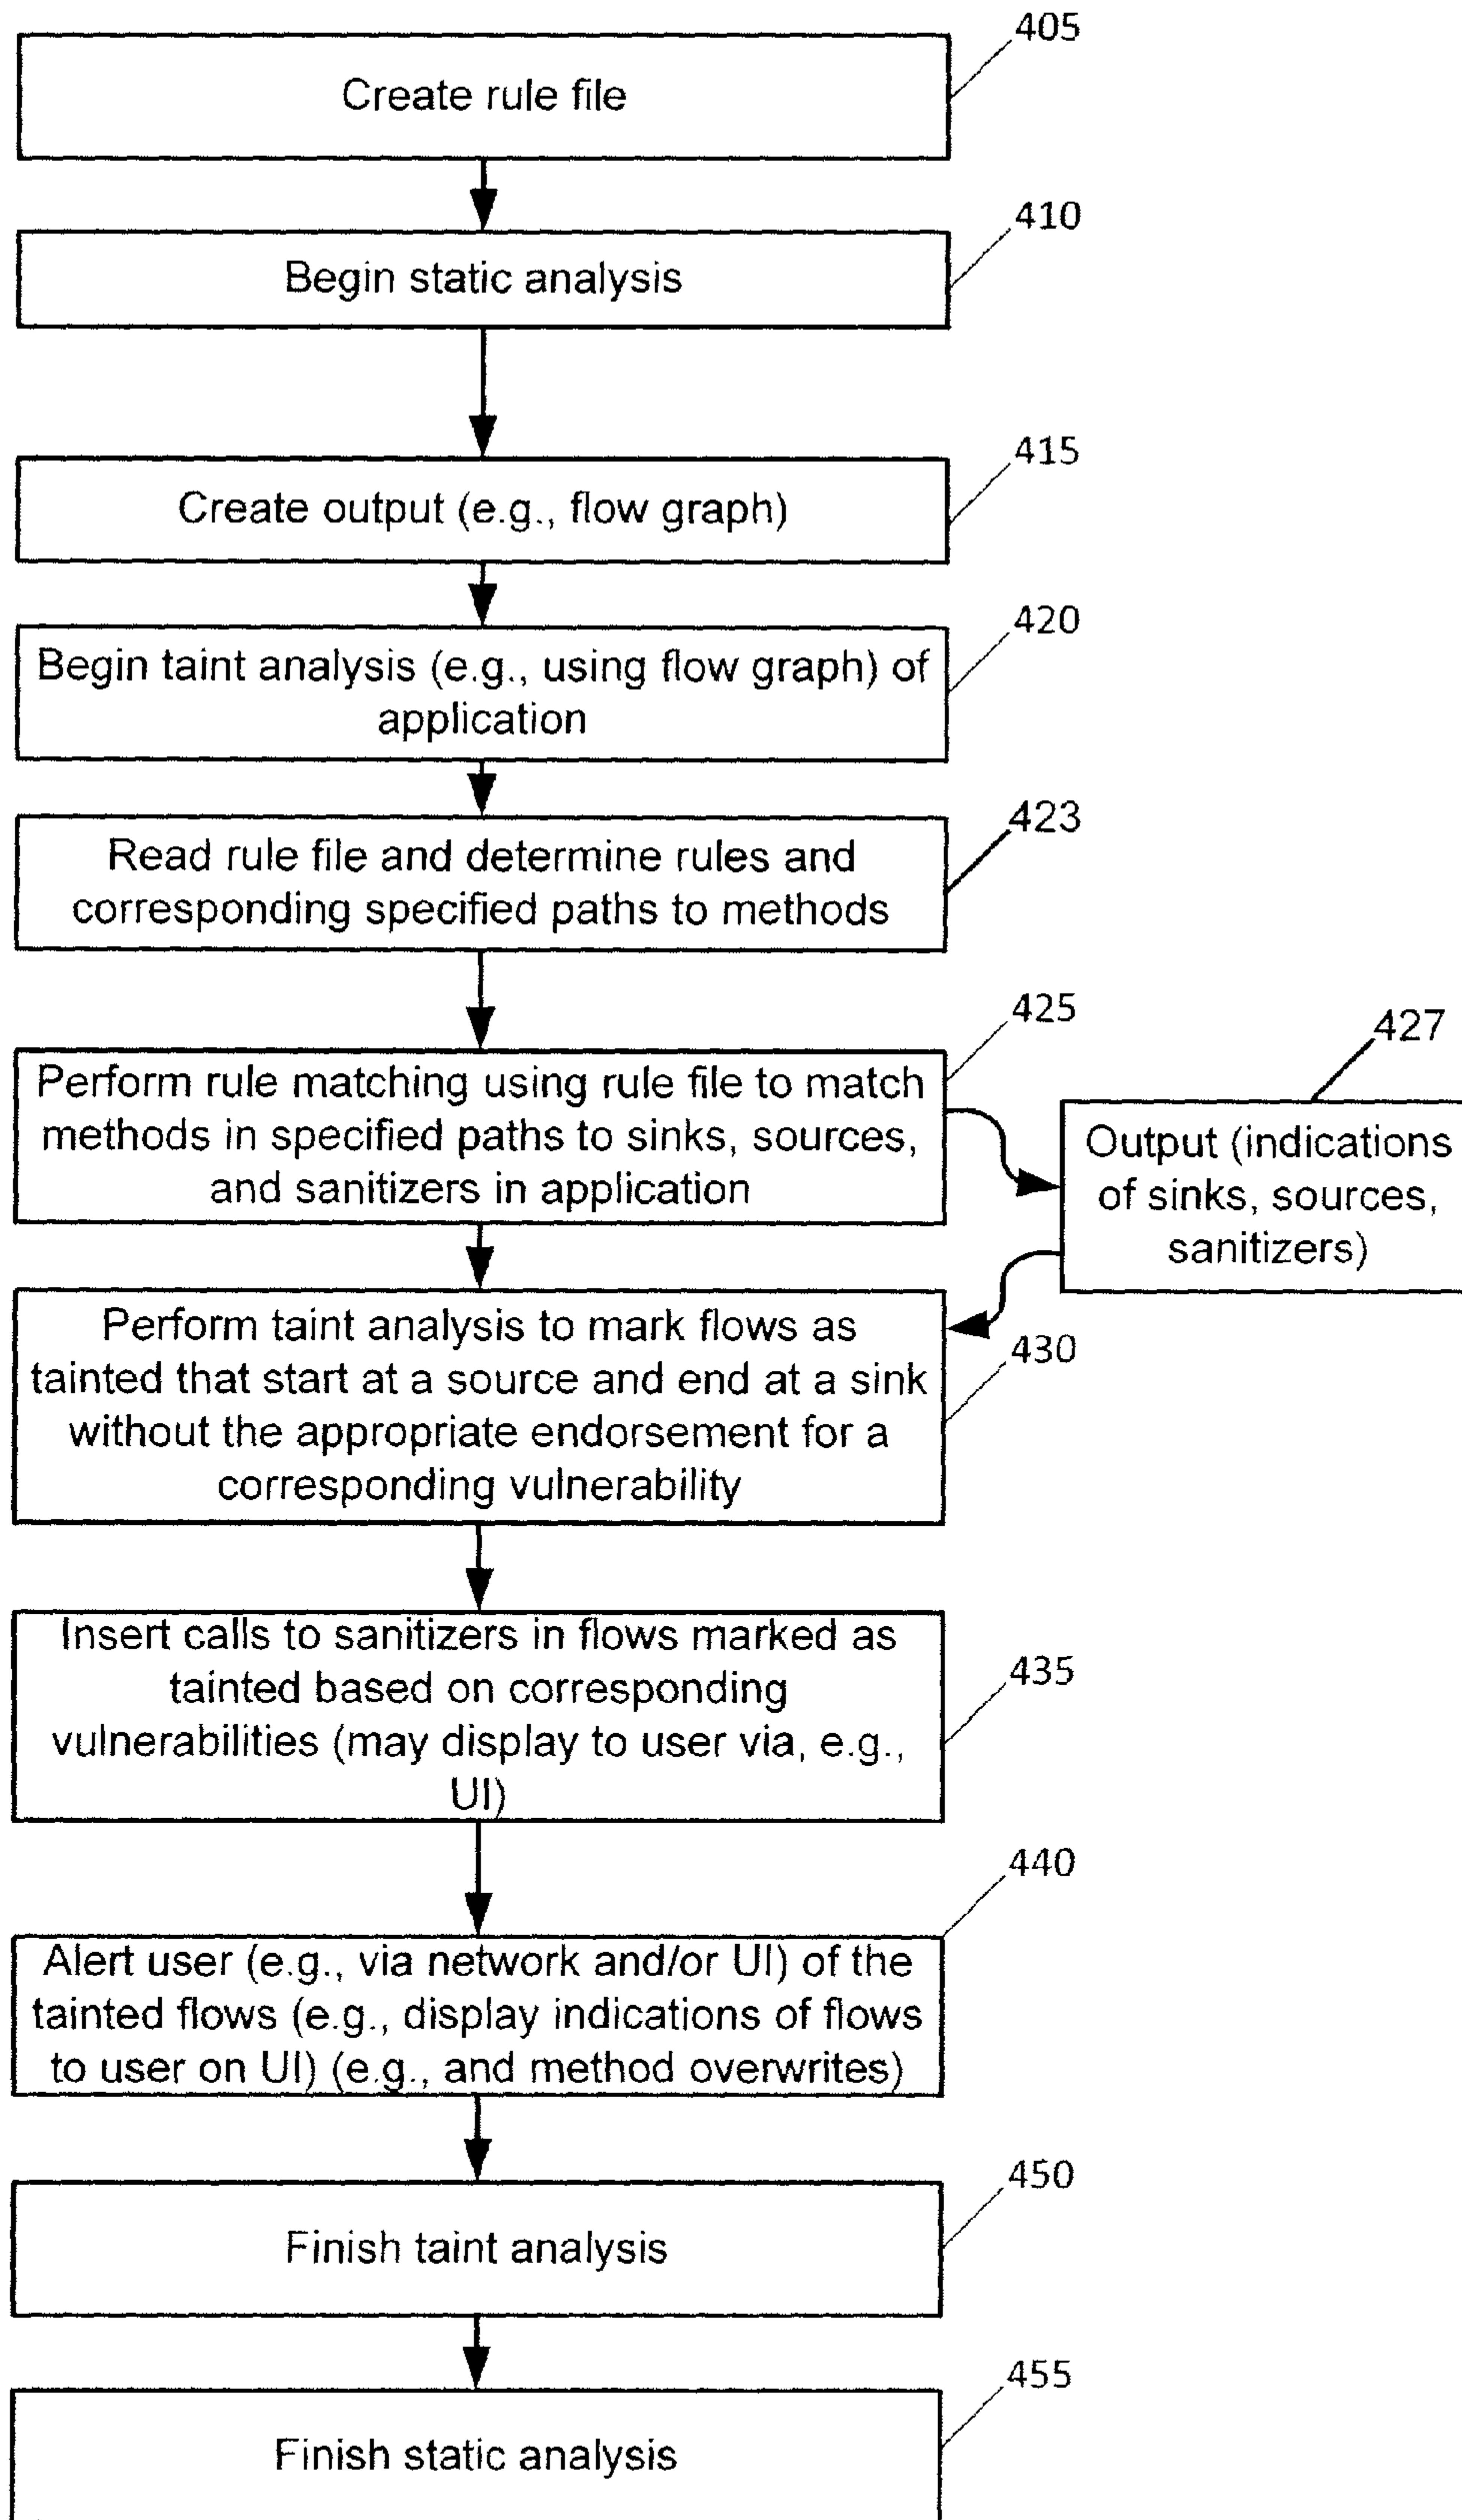 405
Create rule file
410
Begin static analysis
415
Create output (e.g., flow graph)
420
Begin taint analysis (e.g., using flow graph) of
application
423
Read rule file and determine rules and
corresponding specified paths to methods
425
Perform rule matching using rule file to match
methods in specified paths to sinks, sources,
and sanitizers in application
427
Output (indications
of sinks, sources,
sanitizers)
430
Perform taint analysis to mark flows as
tainted that start at a source and end at a sink
without the appropriate endorsement for a
corresponding vulnerability
435
Insert calls to sanitizers in flows marked as
tainted based on corresponding
vulnerabilities (may display to user via, e.g.,
UI)
440
Alert user (e.g., via network and/or UI) of the
tainted flows (e.g., display indications of flows
to user on UI) (e.g., and method overwrites)
450
Finish taint analysis
455
Finish static analysis